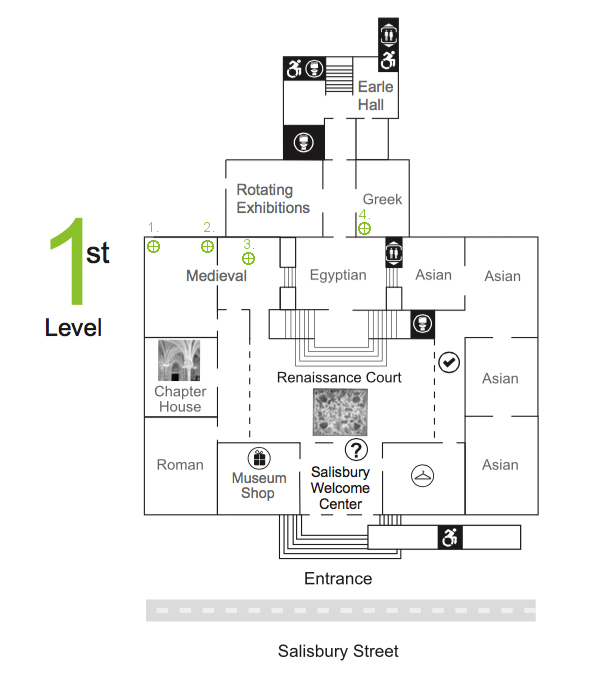 Earle
Hall
Rotating
Exhibitions
Greek
4.
1.
2.
3.
1st
Level
Medieval
Egyptian
Asian
Asian
Renaissance Court
Chapter
House
Asian
Roman
Museum
Shop
?
Salisbury
Welcome
Center
Asian
Entrance
Salisbury Street